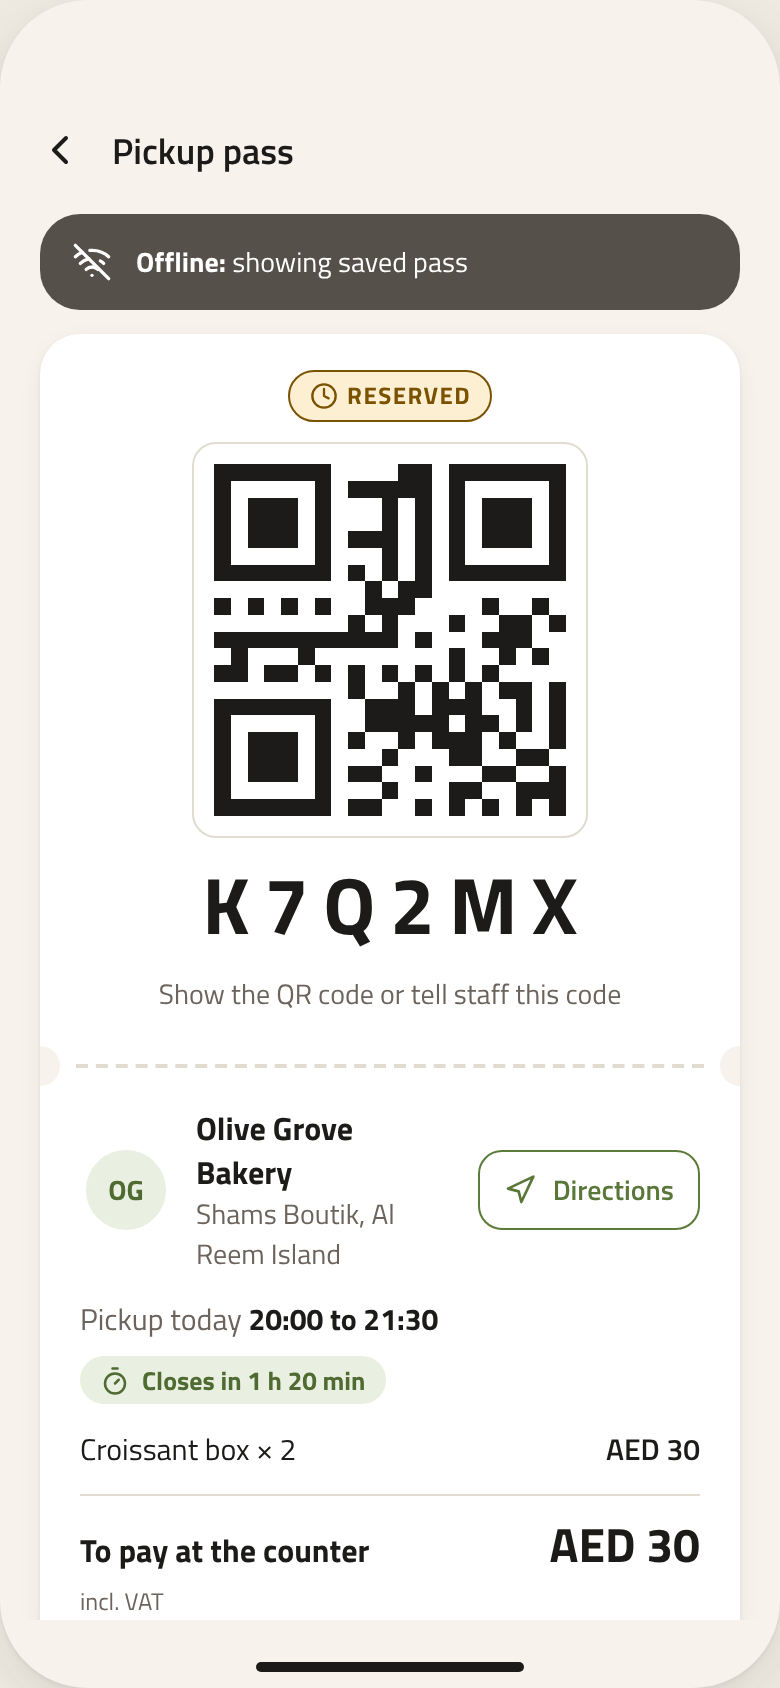 Pickup pass
Offline: showing saved pass
RESERVED
K7Q2MX
Show the QR code or tell staff this code
OG
Olive Grove
Bakery
Shams Boutik, Al
Reem Island
Directions
Pickup today 20:00 to 21:30
Closes in 1 h 20 min
Croissant box × 2 AED 30
To pay at the counter AED 30
incl. VAT